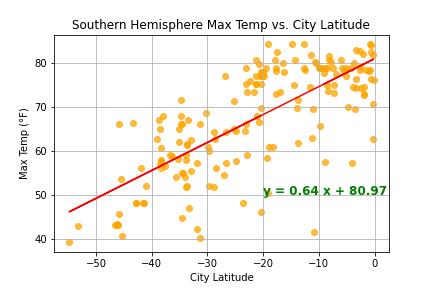 Southern Hemisphere Max Temp vs. City Latitude
Max Temp (°F)
80
70
60
50
40
y = 0.64 x + 80.97
−50
−40
−30
−20
−10
0
City Latitude